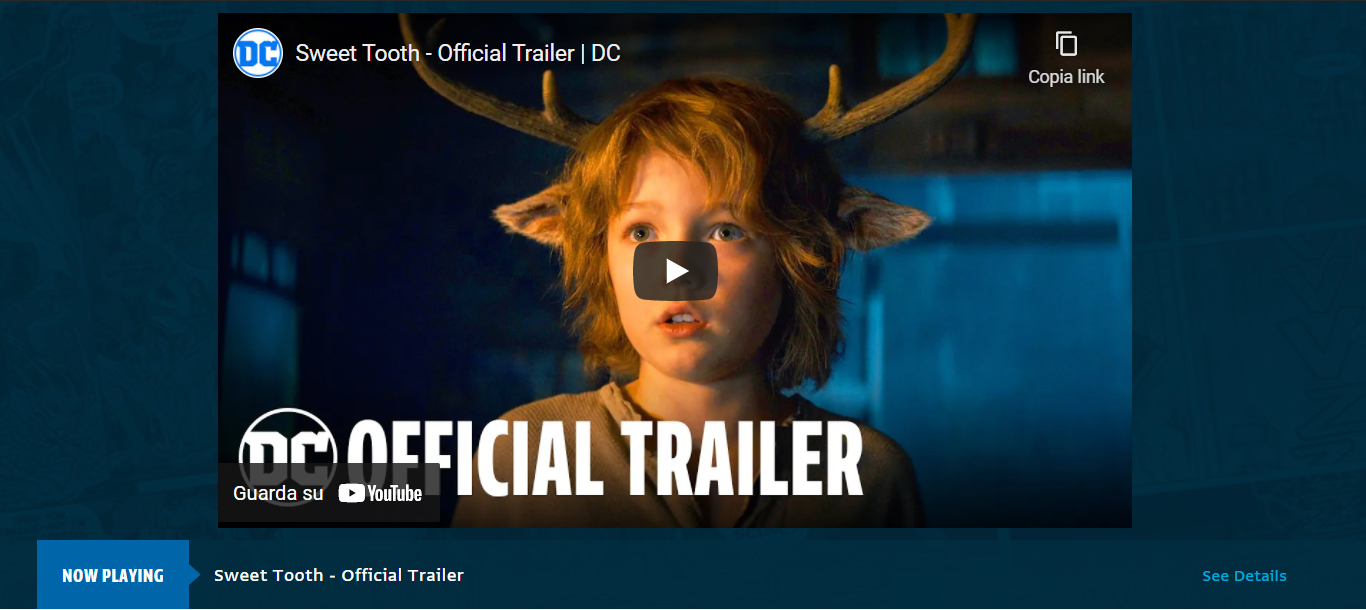 DC
Sweet Tooth - Official Trailer | DC
Copia link
DC OFFICIAL TRAILER
Guarda su YouTube
NOW PLAYING
Sweet Tooth - Official Trailer
See Details